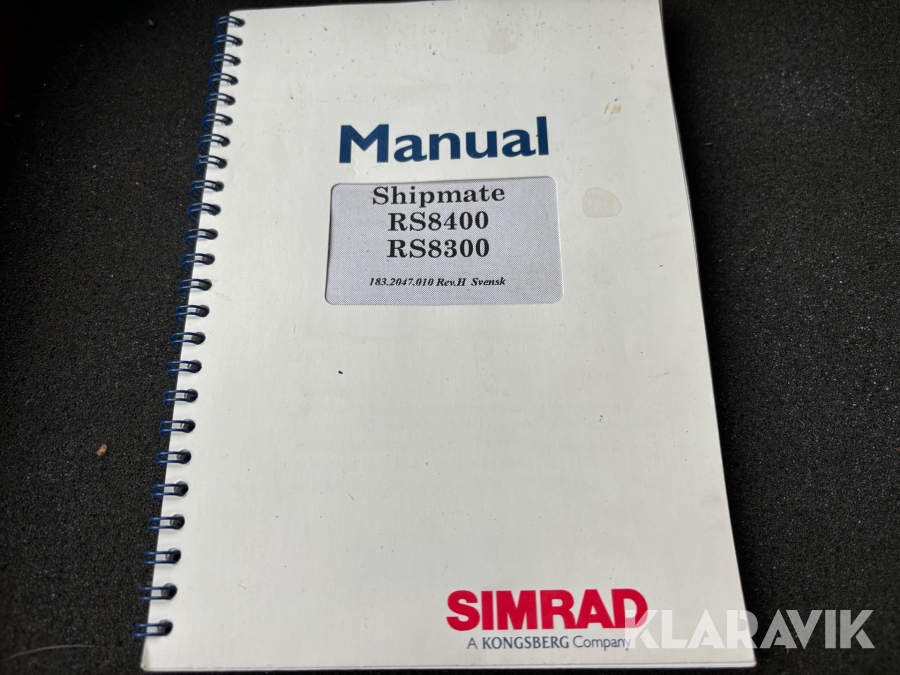 Manual
Shipmate
RS8400
RS8300
183.2047.010 Rev.H Svensk
SIMRAD
A KONGSBERG Company
KLARAVIK